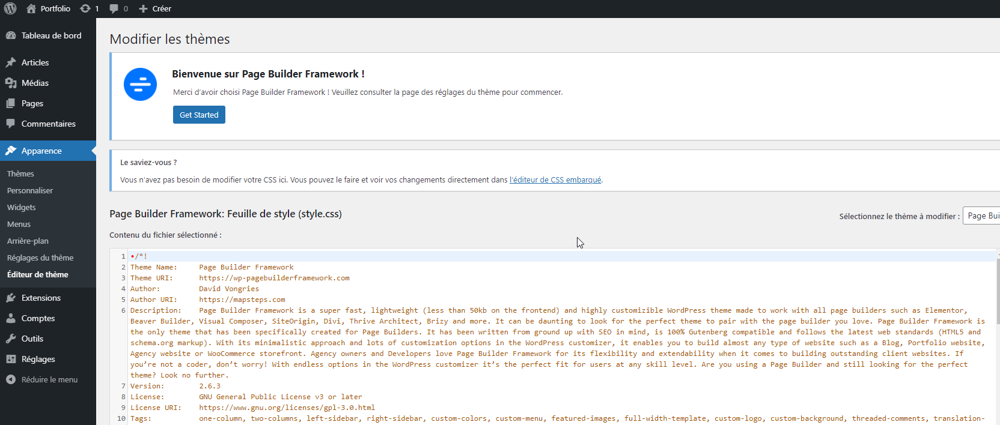 Portfolio 1 0 Créer
Tableau de bord
Articles
Médias
Pages
Commentaires
Apparence
Thèmes
Personnaliser
Widgets
Menus
Arrière-plan
Réglages du thème
Éditeur de thème
Extensions
Comptes
Outils
Réglages
Réduire le menu
Modifier les thèmes
Bienvenue sur Page Builder Framework !
Merci d’avoir choisi Page Builder Framework ! Veuillez consulter la page des réglages du thème pour commencer.
Get Started
Le saviez-vous ?
Vous n’avez pas besoin de modifier votre CSS ici. Vous pouvez le faire et voir vos changements directement dans l’éditeur de CSS embarqué.
Page Builder Framework: Feuille de style (style.css)
Sélectionnez le thème à modifier : Page Bui
Contenu du fichier sélectionné :
1 •/*!
2 Theme Name: Page Builder Framework
3 Theme URI: https://wp-pagebuilderframework.com
4 Author: David Vongries
5 Author URI: https://mapsteps.com
6 Description: Page Builder Framework is a super fast, lightweight (less than 50kb on the frontend) and highly customizible WordPress theme made to work with all page builders such as Elementor,
Beaver Builder, Visual Composer, SiteOrigin, Divi, Thrive Architect, Brizy and more. It can be daunting to look for the perfect theme to pair with the page builder you love. Page Builder Framework is
the only theme that has been specifically created for Page Builders. It has been written from ground up with SEO in mind, is 100% Gutenberg compatible and follows the latest web standards (HTML5 and
schema.org markup). With its minimalistic approach and lots of customization options in the WordPress customizer, it enables you to build almost any type of website such as a Blog, Portfolio website,
Agency website or WooCommerce storefront. Agency owners and Developers love Page Builder Framework for its flexibility and extendability when it comes to building outstanding client websites. If
you’re not a coder, don’t worry! With endless options in the WordPress customizer it’s the perfect fit for users at any skill level. Are you using a Page Builder and still looking for the perfect
theme? Look no further.
7 Version: 2.6.3
8 License: GNU General Public License v3 or later
9 License URI: https://www.gnu.org/licenses/gpl-3.0.html
10 Tags: one-column, two-columns, left-sidebar, right-sidebar, custom-colors, custom-menu, featured-images, full-width-template, custom-logo, custom-background, threaded-comments, translation-